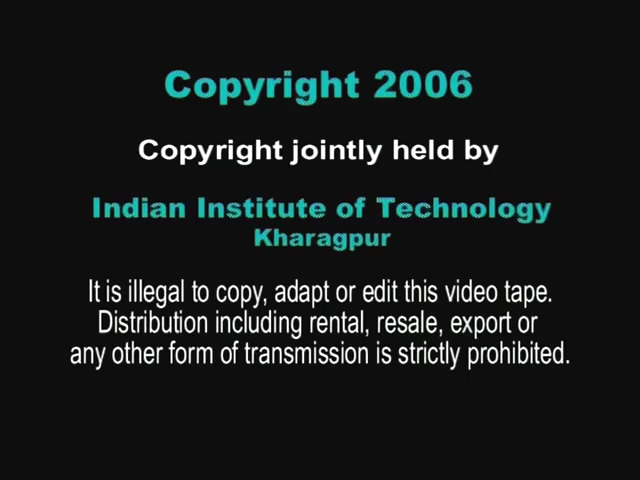 Copyright 2006
Copyright jointly held by
Indian Institute of Technology
Kharagpur
It is illegal to copy, adapt or edit this video tape.
Distribution including rental, resale, export or
any other form of transmission is strictly prohibited.